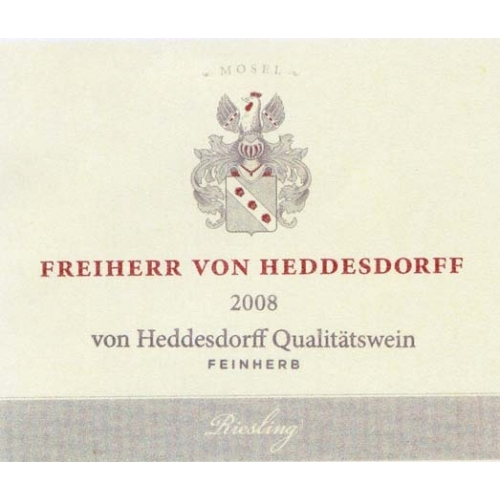 MOSEL
FREIHERR VON HEDDESDORFF
2008
von Heddesdorff Qualitätswein
FEINHERB
Riesling